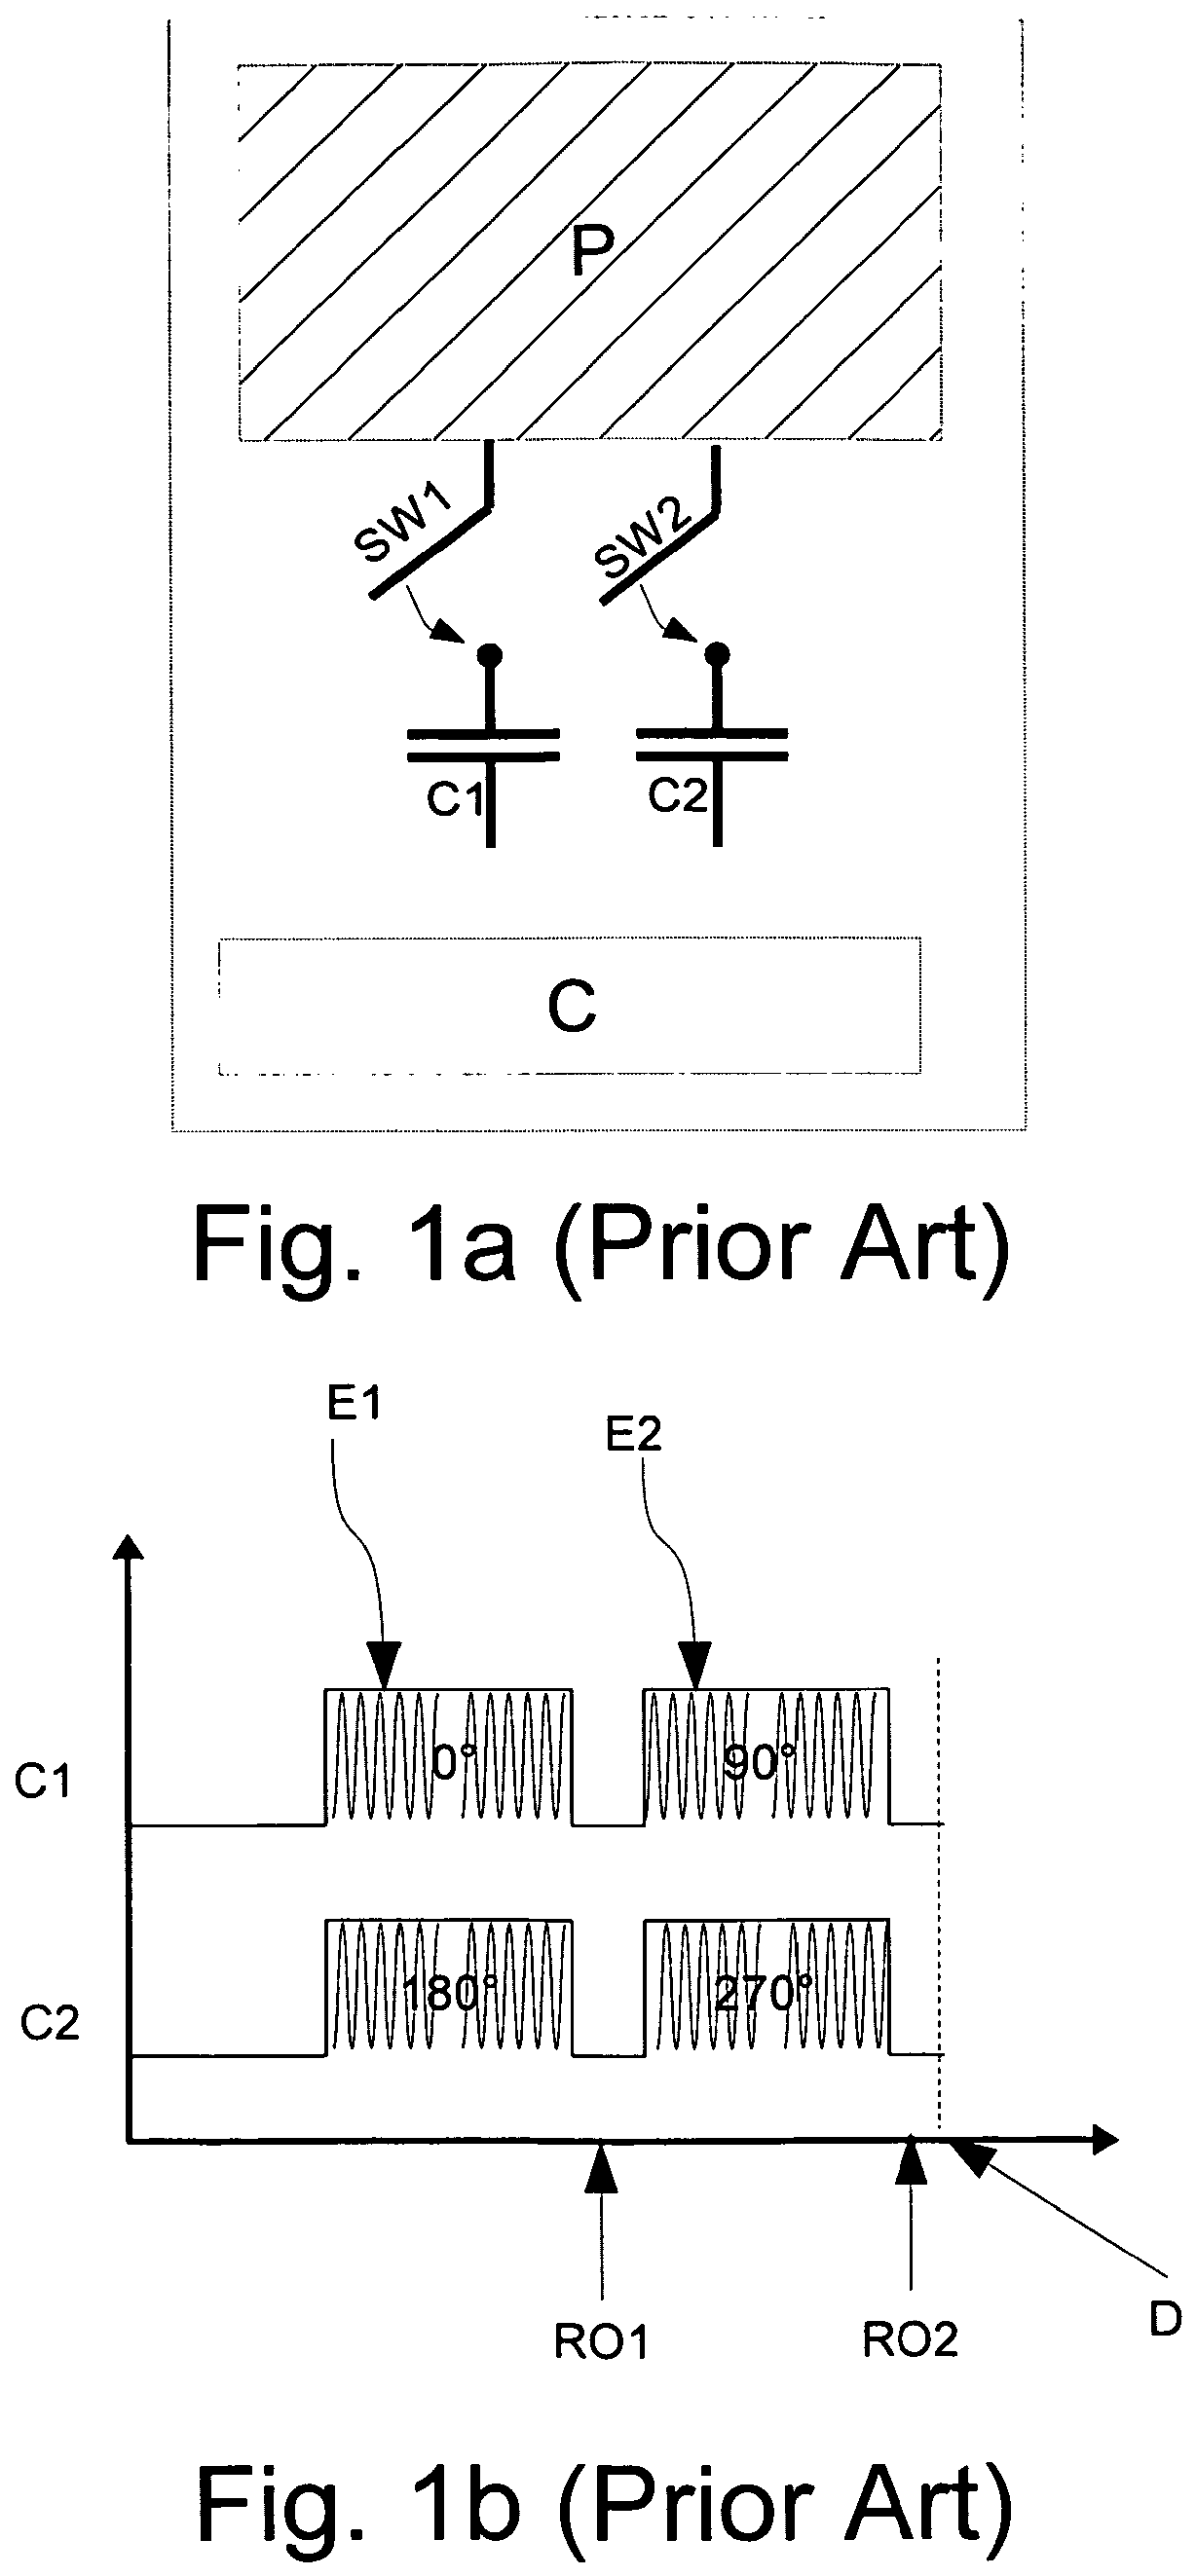 P
SW1
SW2
C1
C2
C
Fig. 1a (Prior Art)
E1
E2
C1
0°
90°
C2
180°
270°
RO1
RO2
D
Fig. 1b (Prior Art)